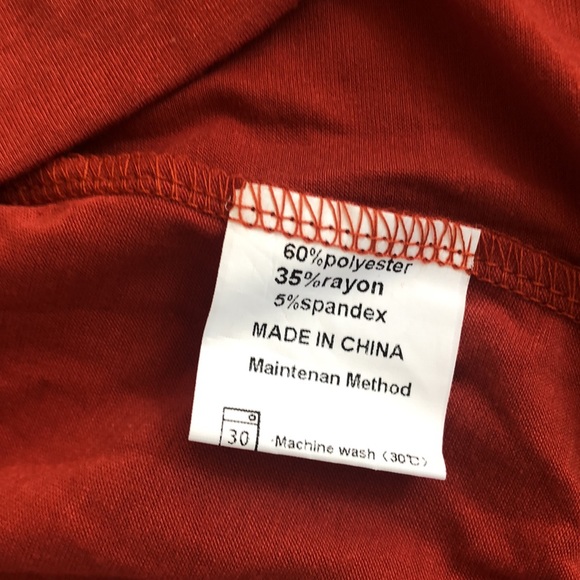 60%polyester
35%rayon
5%spandex
MADE IN CHINA
Maintenan Method
30
·Machine wash (30℃)